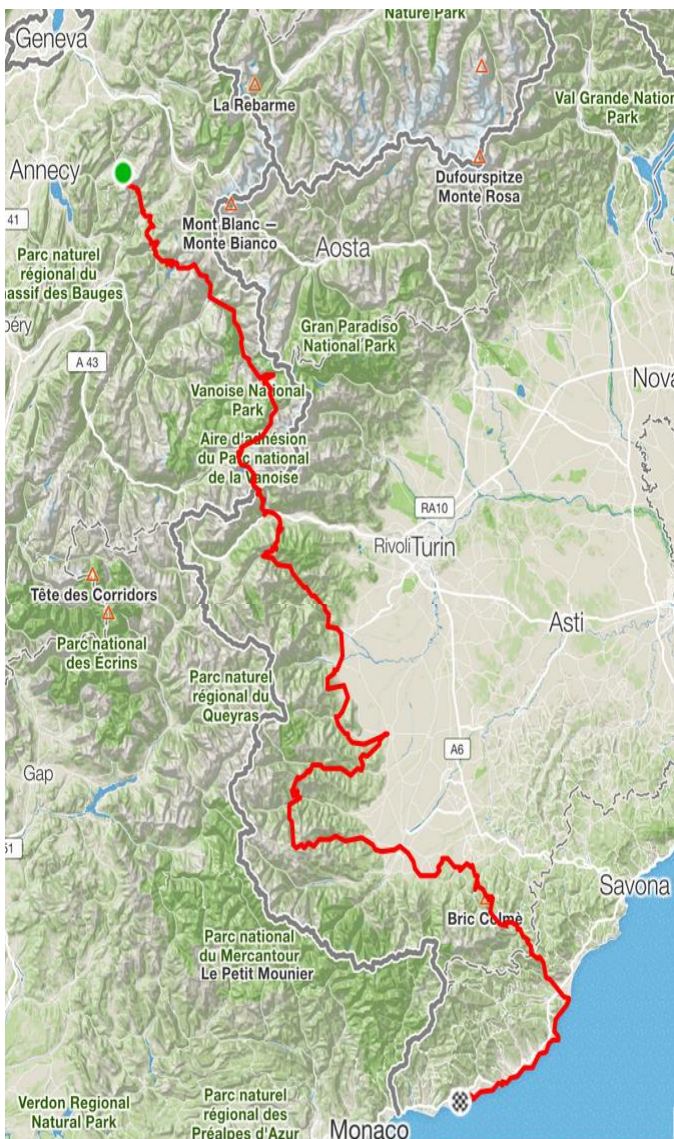 Nature Park
Geneva
La Rebarme
Val Grande Nation
Park
Annecy
Dufourspitze
Monte Rosa
41
Mont Blanc —
Monte Bianco
Aosta
Parc naturel
régional du
massif des Bauges
Gran Paradiso
National Park
béry
A 43
Nova
Vanoise National
Park
Aire d'adhésion
du Parc national
de la Vanoise
RA10
Rivoli
Turin
Tête des Corridors
Asti
Parc national
des Écrins
Parc naturel
régional du
Queyras
A6
Gap
51
Savona
Bric Colmè
Parc national
du Mercantour
Le Petit Mounier
Verdon Regional
Natural Park
Parc naturel
régional des
Préalpes d'Azur
Monaco